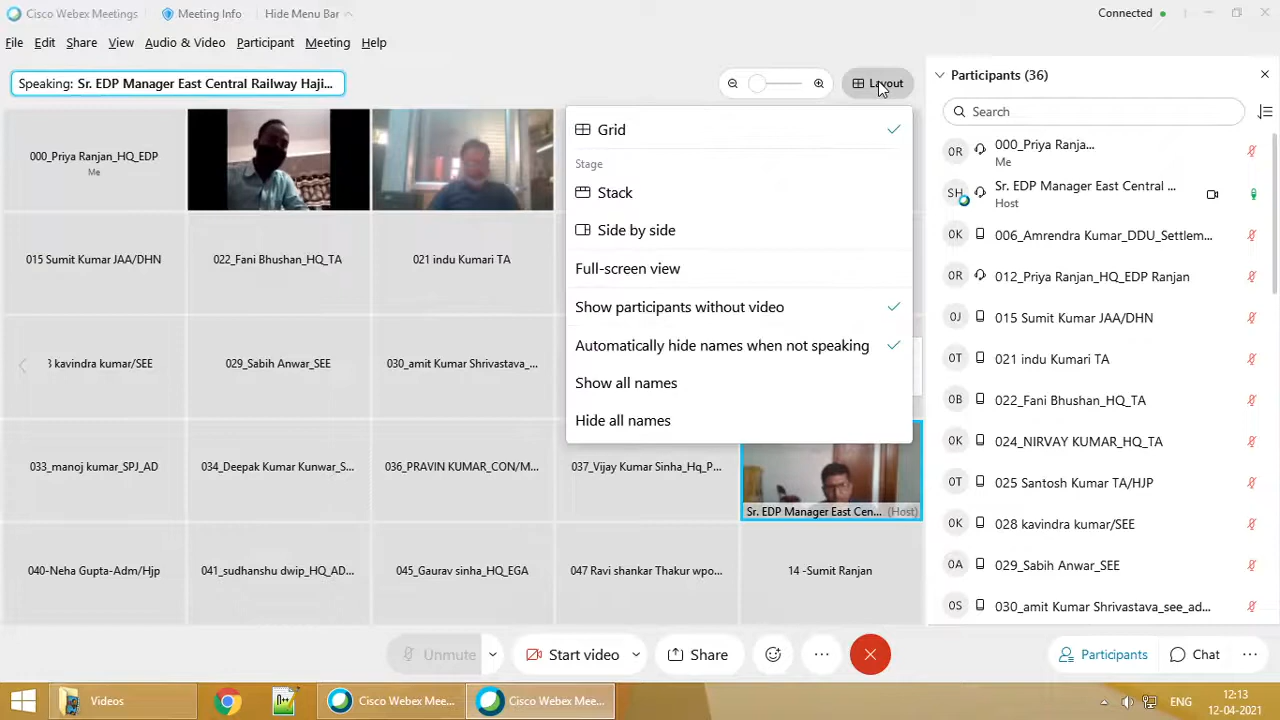 Cisco Webex Meetings Meeting Info Hide Menu Bar Connected
File Edit Share View Audio & Video Participant Meeting Help
Speaking: Sr. EDP Manager East Central Railway Haji...
Layout
Participants (36)
Search
000_Priya Ranjan_HQ_EDP
Me
Grid
Stage
Stack
Side by side
Full-screen view
Show participants without video
Automatically hide names when not speaking
Show all names
Hide all names
015 Sumit Kumar JAA/DHN
022_Fani Bhushan_HQ_TA
021 indu Kumari TA
kavindra kumar/SEE
029_Sabih Anwar_SEE
030_amit Kumar Shrivastava_...
033_manoj kumar_SPJ_AD
034_Deepak Kumar Kunwar_S...
036_PRAVIN KUMAR_CON/M...
037_Vijay Kumar Sinha_Hq_P...
Sr. EDP Manager East Cen... (Host)
040-Neha Gupta-Adm/Hjp
041_sudhanshu dwip_HQ_AD...
045_Gaurav sinha_HQ_EGA
047 Ravi shankar Thakur wpo...
14 -Sumit Ranjan
0R 000_Priya Ranja...
Me
SH Sr. EDP Manager East Central ...
Host
0K 006_Amrendra Kumar_DDU_Settlem...
0R 012_Priya Ranjan_HQ_EDP Ranjan
0J 015 Sumit Kumar JAA/DHN
0T 021 indu Kumari TA
0B 022_Fani Bhushan_HQ_TA
0K 024_NIRVAY KUMAR_HQ_TA
0T 025 Santosh Kumar TA/HJP
0K 028 kavindra kumar/SEE
0A 029_Sabih Anwar_SEE
0S 030_amit Kumar Shrivastava_see_ad...
Unmute
Start video
Share
Participants
Chat
Videos
Cisco Webex Mee...
Cisco Webex Mee...
ENG
12:13
12-04-2021